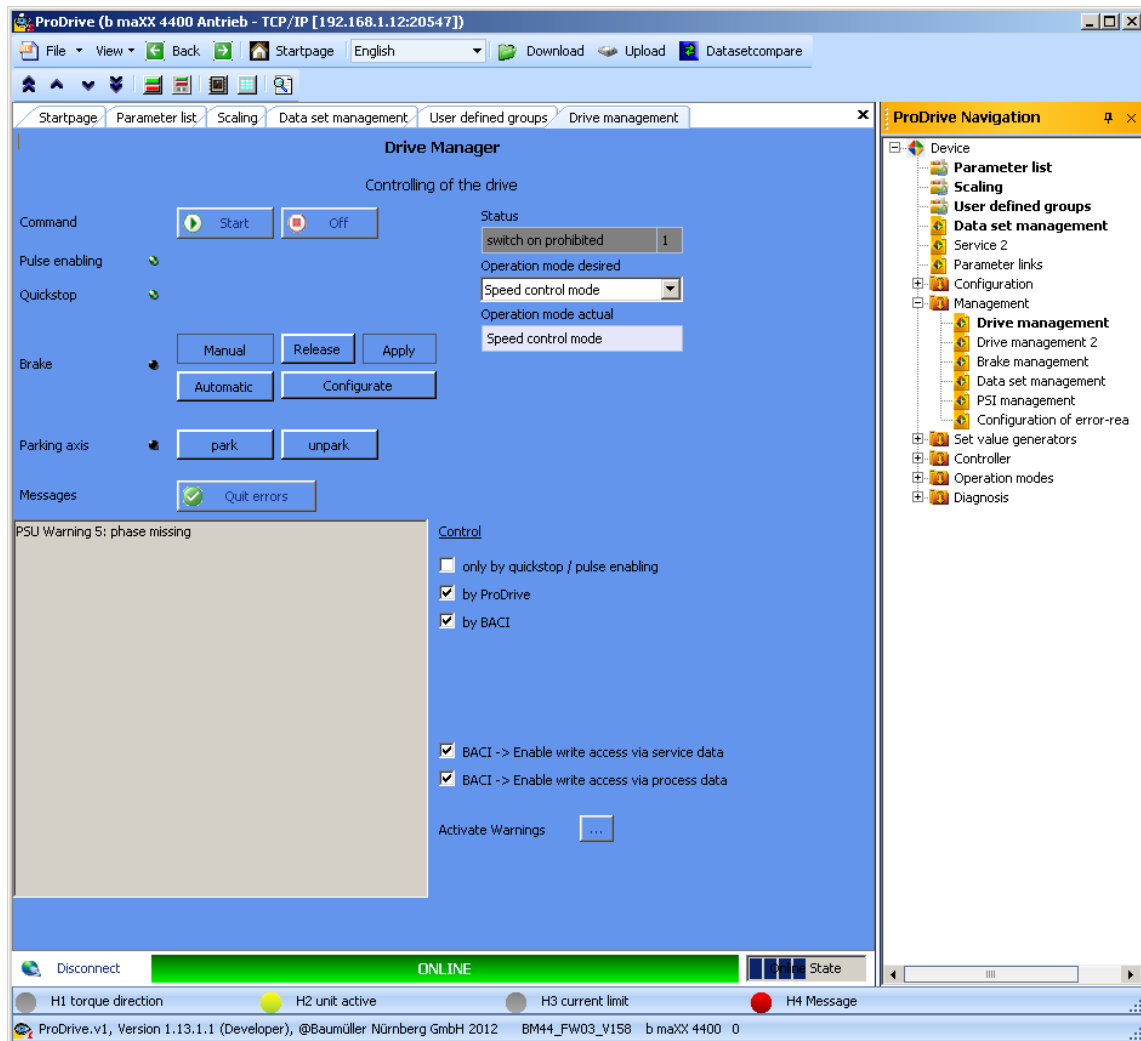 ProDrive (b maXX 4400 Antrieb - TCP/IP [192.168.1.12:20547])
File View Back Startpage English Download Upload Datasetcompare
Startpage Parameter list Scaling Data set management User defined groups Drive management
Drive Manager
Controlling of the drive
Command Start Off
Status
switch on prohibited 1
Pulse enabling
Operation mode desired
Quickstop
Speed control mode
Operation mode actual
Speed control mode
Brake
Manual Release Apply
Automatic Configurate
Parking axis park unpark
Messages Quit errors
PSU Warning 5: phase missing
Control
only by quickstop / pulse enabling
by ProDrive
by BACI
BACI -> Enable write access via service data
BACI -> Enable write access via process data
Activate Warnings ...
Disconnect ONLINE Online State
ProDrive Navigation
Device
Parameter list
Scaling
User defined groups
Data set management
Service 2
Parameter links
Configuration
Management
Drive management
Drive management 2
Brake management
Data set management
PSI management
Configuration of error-rea
Set value generators
Controller
Operation modes
Diagnosis
H1 torque direction H2 unit active H3 current limit H4 Message
ProDrive.v1, Version 1.13.1.1 (Developer), @Baumüller Nürnberg GmbH 2012 BM44_FW03_V158 b maXX 4400 0